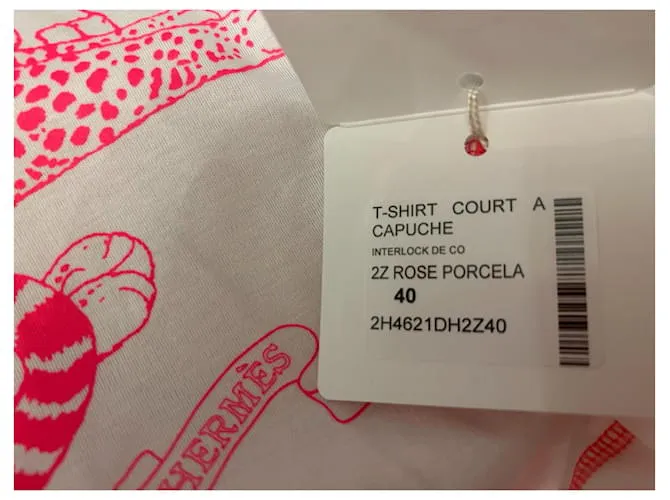 T-SHIRT COURT A
CAPUCHE
INTERLOCK DE CO
2Z ROSE PORCELA
40
2H4621DH2Z40
HERMÈS